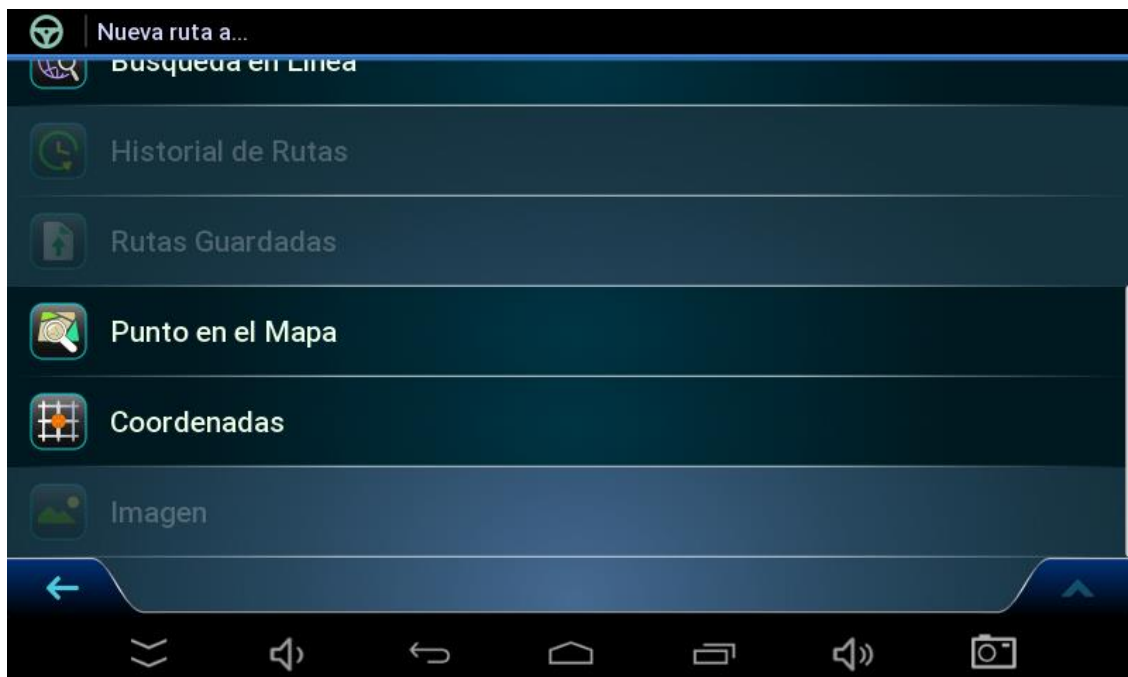 Nueva ruta a...
Búsqueda en Línea
Historial de Rutas
Rutas Guardadas
Punto en el Mapa
Coordenadas
Imagen